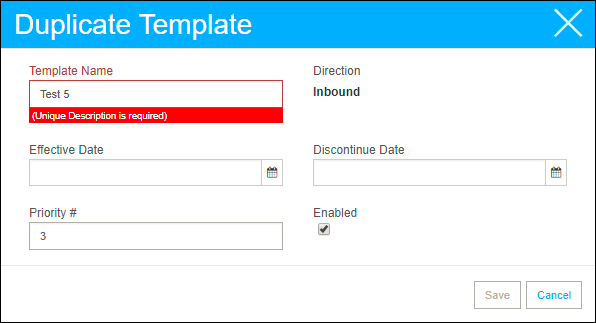 Duplicate Template
Template Name
Direction
Test 5
Inbound
(Unique Description is required)
Effective Date
Discontinue Date
Priority #
Enabled
3
Save
Cancel